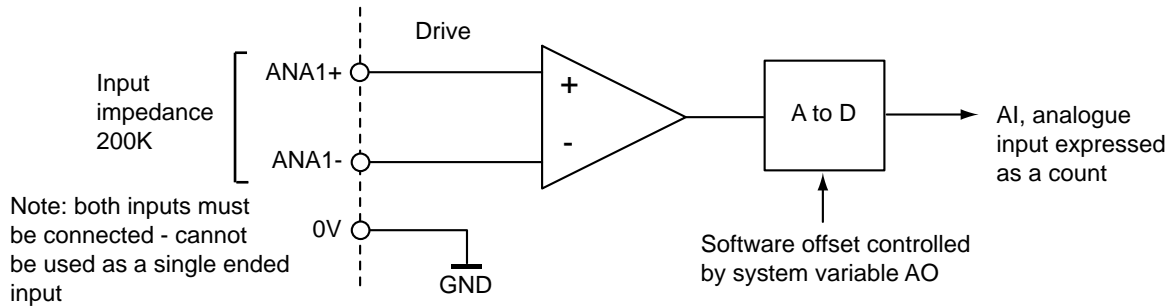 Drive
Input
impedance
200K
ANA1+
ANA1-
+
-
A to D
AI, analogue
input expressed
as a count
Note: both inputs must
be connected - cannot
be used as a single ended
input
0V
GND
Software offset controlled
by system variable AO